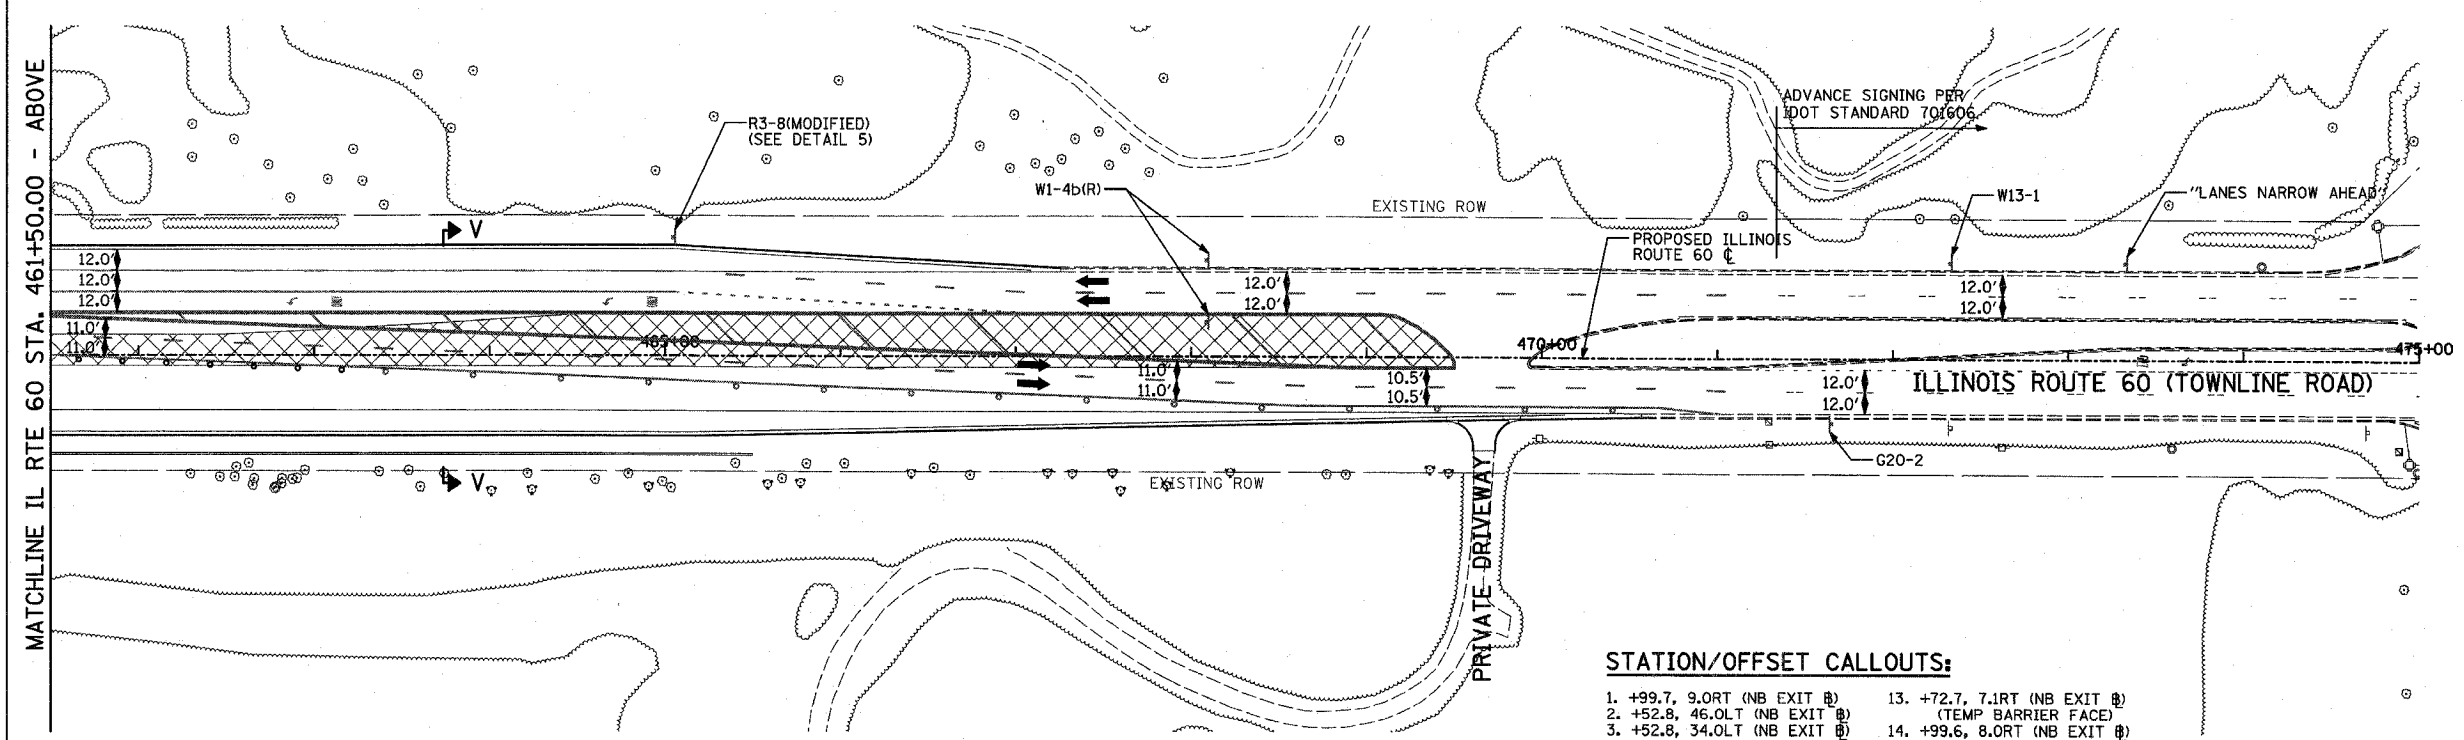 MATCHLINE IL RTE 60 STA. 461+50.00 - ABOVE
R3-8(MODIFIED)
(SEE DETAIL 5)
ADVANCE SIGNING PER
IDOT STANDARD 701606
W1-4b(R)
W13-1
"LANES NARROW AHEAD"
EXISTING ROW
PROPOSED ILLINOIS
ROUTE 60 ℄
V
12.0'
12.0'
12.0'
12.0'
12.0'
12.0'
12.0'
11.0'
11.0'
465+00
470+00
475+00
11.0'
11.0'
10.5'
10.5'
12.0'
12.0'
ILLINOIS ROUTE 60 (TOWNLINE ROAD)
G20-2
V
EXISTING ROW
PRIVATE DRIVEWAY
STATION/OFFSET CALLOUTS:
1. +99.7, 9.0RT (NB EXIT B)
2. +52.8, 46.0LT (NB EXIT B)
3. +52.8, 34.0LT (NB EXIT B)
13. +72.7, 7.1RT (NB EXIT B)
(TEMP BARRIER FACE)
14. +99.6, 8.0RT (NB EXIT B)